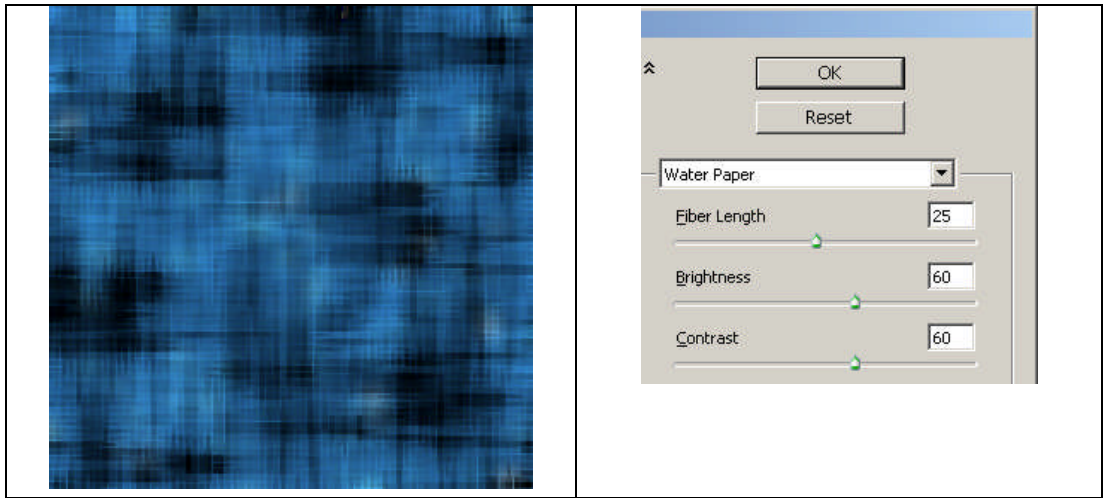 OK
Reset
Water Paper
Fiber Length 25
Brightness 60
Contrast 60